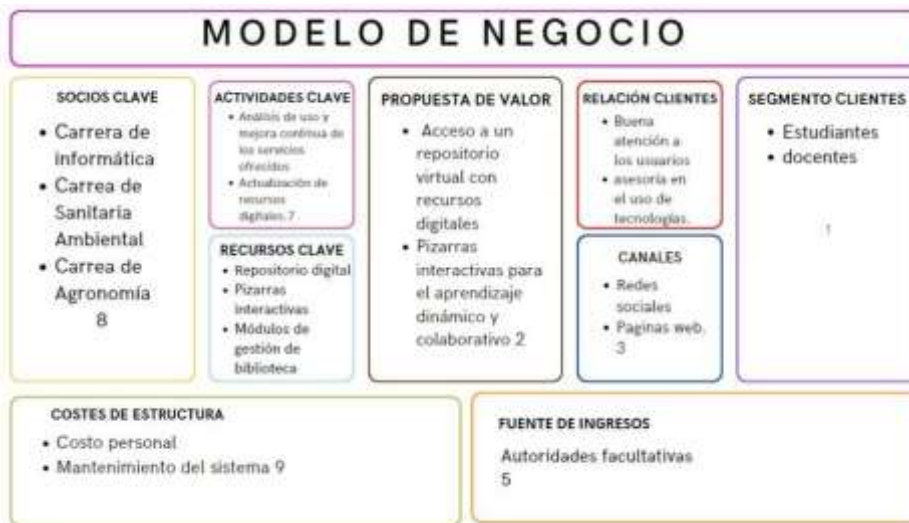 MODELO DE NEGOCIO
SOCIOS CLAVE
• Carrera de
informática
• Carrea de
Sanitaria
Ambiental
• Carrea de
Agronomía
8
ACTIVIDADES CLAVE
• Análisis de uso y
mejora contínua de
los servicios
ofrecidos
• Actualización de
recursos
digitales.7
RECURSOS CLAVE
• Repositorio digital
• Pizarras
interactivas
• Módulos de
gestión de
biblioteca
PROPUESTA DE VALOR
• Acceso a un
repositorio
virtual con
recursos
digitales
• Pizarras
interactivas para
el aprendizaje
dinámico y
colaborativo 2
RELACIÓN CLIENTES
• Buena
atención a
los usuarios
• asesoría en
el uso de
tecnologías.
CANALES
• Redes
sociales
• Paginas web.
3
SEGMENTO CLIENTES
• Estudiantes
• docentes
1
COSTES DE ESTRUCTURA
• Costo personal
• Mantenimiento del sistema 9
FUENTE DE INGRESOS
Autoridades facultativas
5